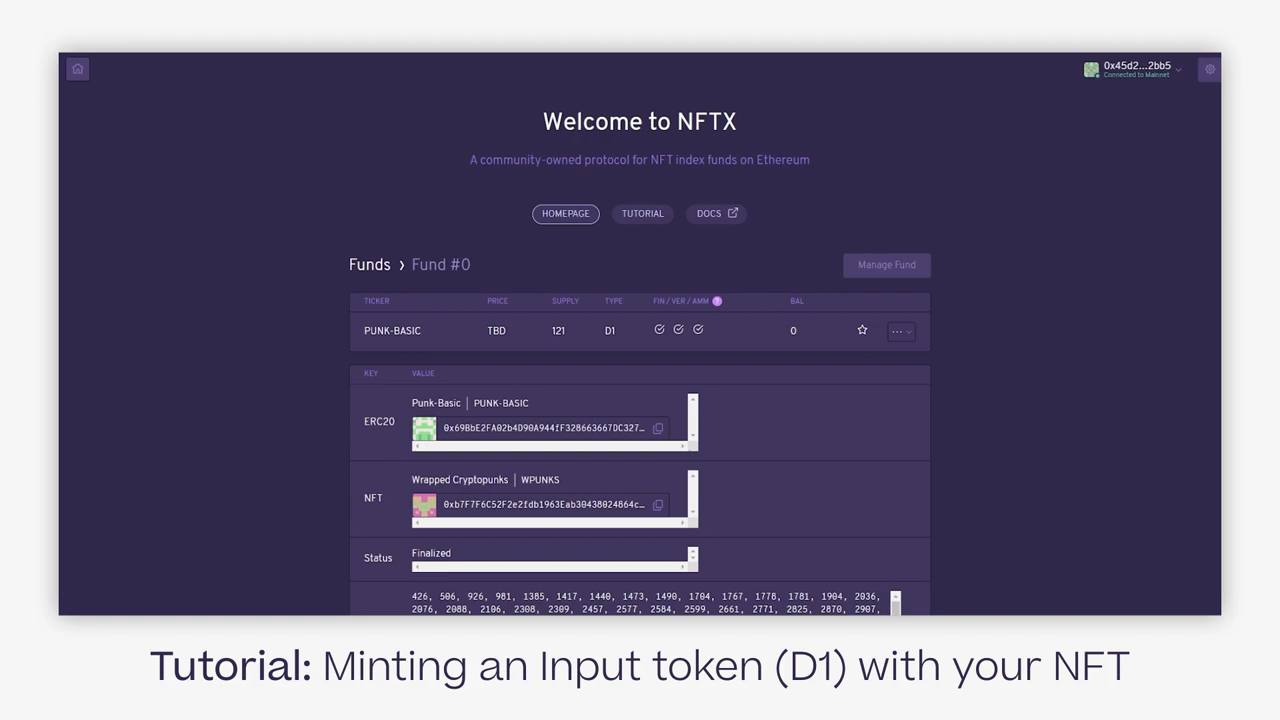 0x45d2...2bb5
Connected to Mainnet
Welcome to NFTX
A community-owned protocol for NFT index funds on Ethereum
HOMEPAGE TUTORIAL DOCS
Funds › Fund #0 Manage Fund
TICKER PRICE SUPPLY TYPE FIN / VER / AMM ? BAL
PUNK-BASIC TBD 121 D1 0 ...
KEY VALUE
Punk-Basic | PUNK-BASIC
ERC20
0x69BbE2FA02b4D90A944fF328663667DC327…
Wrapped Cryptopunks | WPUNKS
NFT
0xb7F7F6C52F2e2fdb1963Eab30438024864c…
Status Finalized
426, 506, 926, 981, 1385, 1417, 1440, 1473, 1490, 1704, 1767, 1778, 1781, 1904, 2036,
2076, 2088, 2106, 2308, 2309, 2457, 2577, 2584, 2599, 2661, 2771, 2825, 2870, 2907,
Tutorial: Minting an Input token (D1) with your NFT